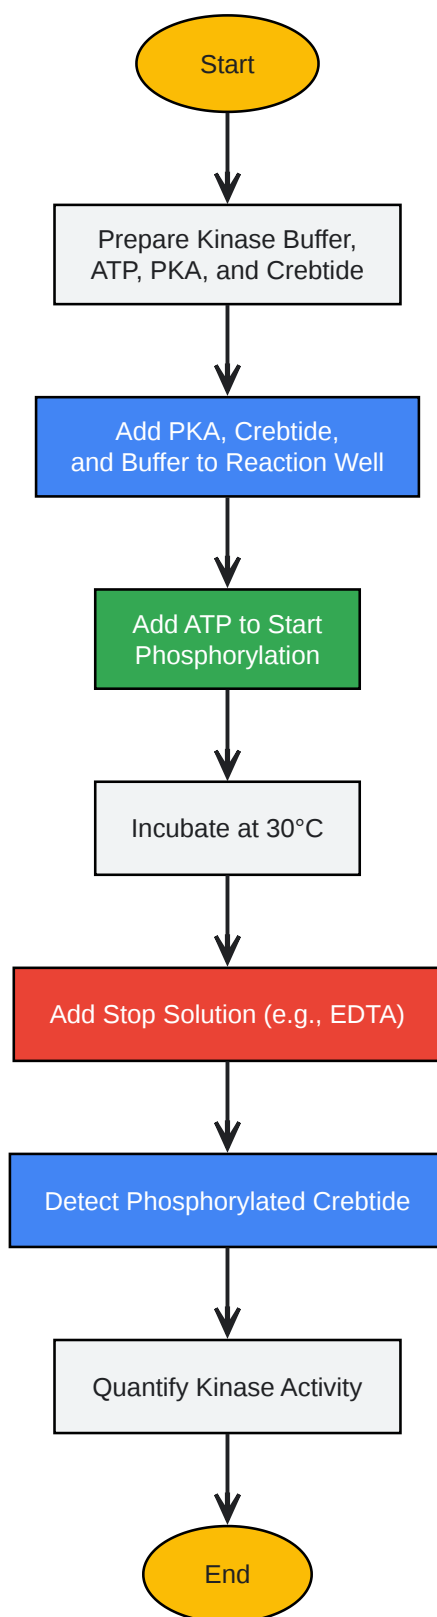 Start
Prepare Kinase Buffer,
ATP, PKA, and Crebtide
Add PKA, Crebtide,
and Buffer to Reaction Well
Add ATP to Start
Phosphorylation
Incubate at 30°C
Add Stop Solution (e.g., EDTA)
Detect Phosphorylated Crebtide
Quantify Kinase Activity
End